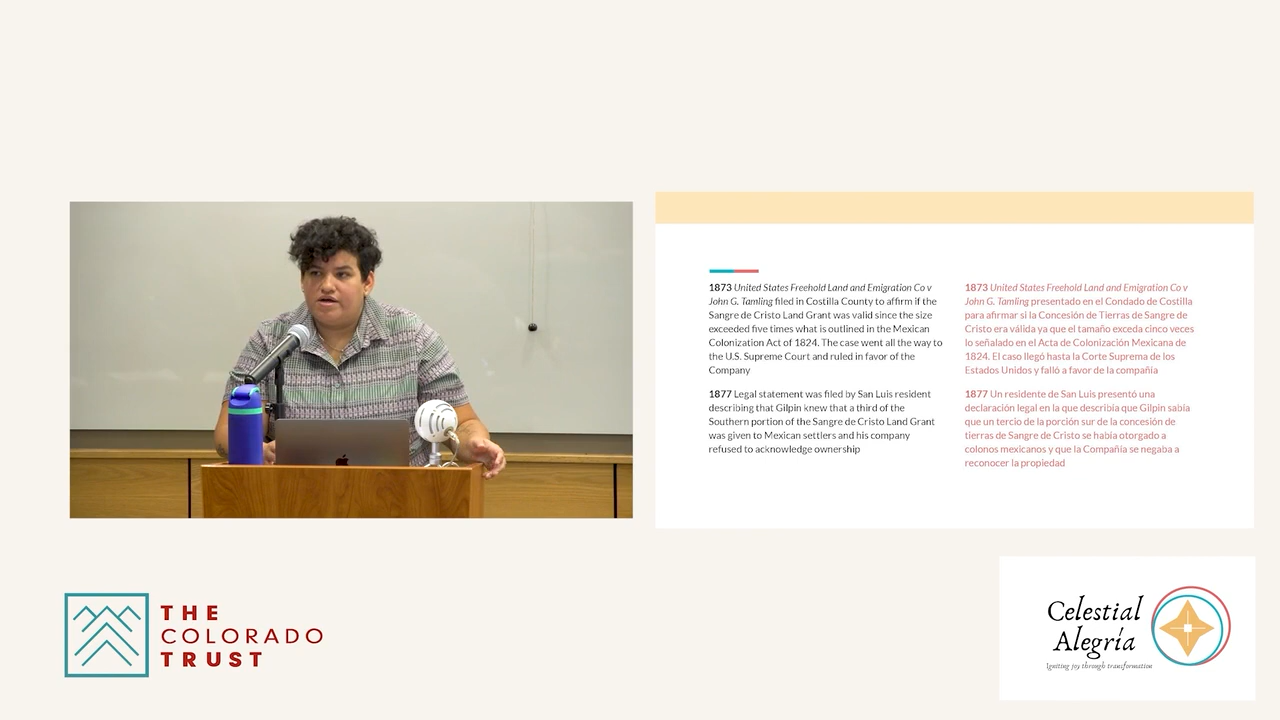 1873 United States Freehold Land and Emigration Co v
John G. Tamling filed in Costilla County to affirm if the
Sangre de Cristo Land Grant was valid since the size
exceeded five times what is outlined in the Mexican
Colonization Act of 1824. The case went all the way to
the U.S. Supreme Court and ruled in favor of the
Company
1877 Legal statement was filed by San Luis resident
describing that Gilpin knew that a third of the
Southern portion of the Sangre de Cristo Land Grant
was given to Mexican settlers and his company
refused to acknowledge ownership
1873 United States Freehold Land and Emigration Co v
John G. Tamling presentado en el Condado de Costilla
para afirmar si la Concesión de Tierras de Sangre de
Cristo era válida ya que el tamaño exceda cinco veces
lo señalado en el Acta de Colonización Mexicana de
1824. El caso llegó hasta la Corte Suprema de los
Estados Unidos y falló a favor de la compañía
1877 Un residente de San Luis presentó una
declaración legal en la que describía que Gilpin sabía
que un tercio de la porción sur de la concesión de
tierras de Sangre de Cristo se había otorgado a
colonos mexicanos y que la Compañía se negaba a
reconocer la propiedad
THE
COLORADO
TRUST
Celestial
Alegría
Igniting joy through transformation